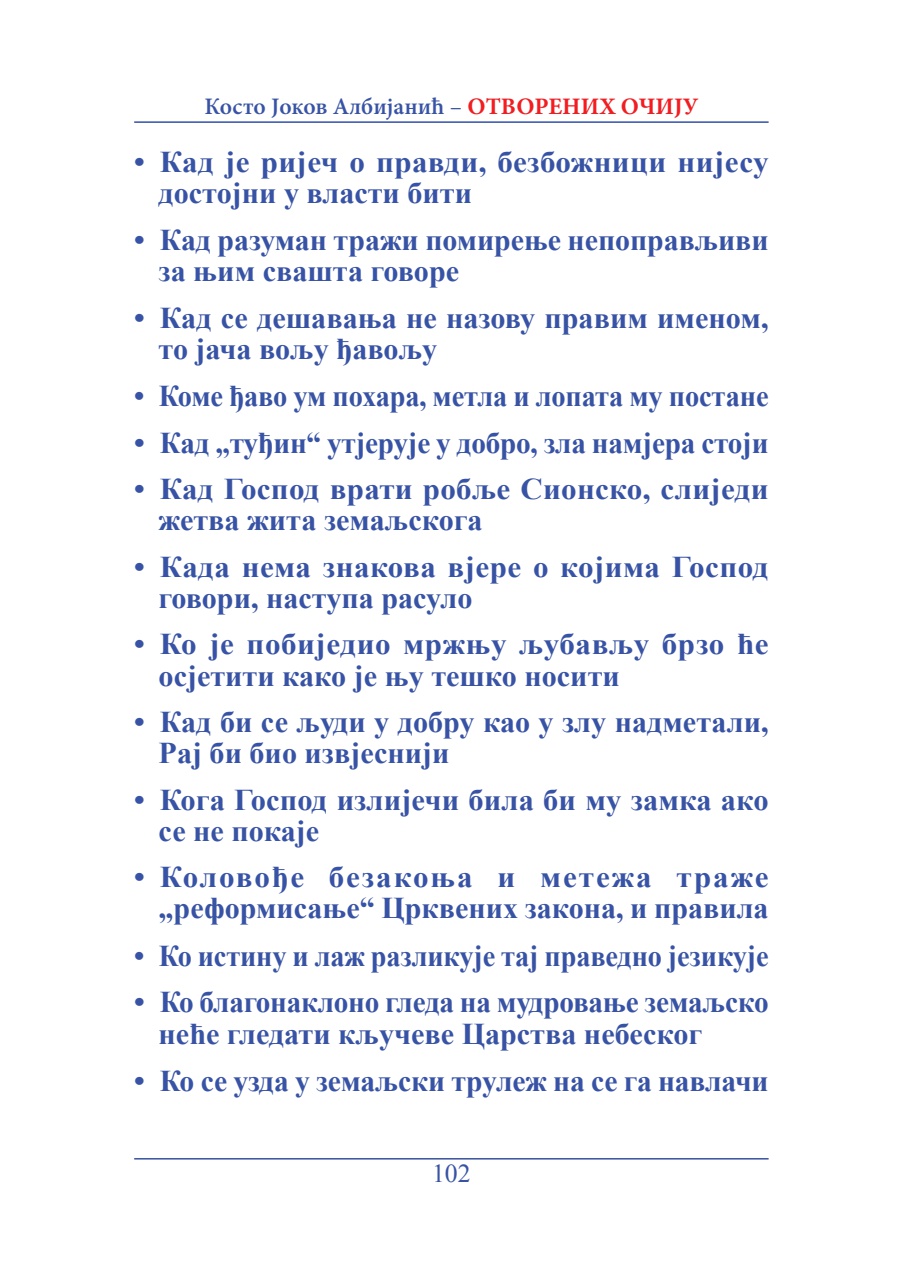 Косто Јоков Албијанић – ОТВОРЕНИХ ОЧИЈУ
• Кад је ријеч о правди, безбожници нијесу
достојни у власти бити
• Кад разуман тражи помирење непоправљиви
за њим свашта говоре
• Кад се дешавања не назову правим именом,
то јача вољу ђавољу
• Коме ђаво ум похара, метла и лопата му постане
• Кад „туђин“ утјерује у добро, зла намјера стоји
• Кад Господ врати робље Сионско, слиједи
жетва жита земаљскога
• Када нема знакова вјере о којима Господ
говори, наступа расуло
• Ко је побиједио мржњу љубављу брзо ће
осјетити како је њу тешко носити
• Кад би се људи у добру као у злу надметали,
Рај би био извјеснији
• Кога Господ излијечи била би му замка ако
се не покаје
• Коловође безакоња и метежа траже
„реформисање“ Црквених закона, и правила
• Ко истину и лаж разликује тај праведно језикује
• Ко благонаклоно гледа на мудровање земаљско
неће гледати кључеве Царства небеског
• Ко се узда у земаљски трулеж на се га навлачи
102